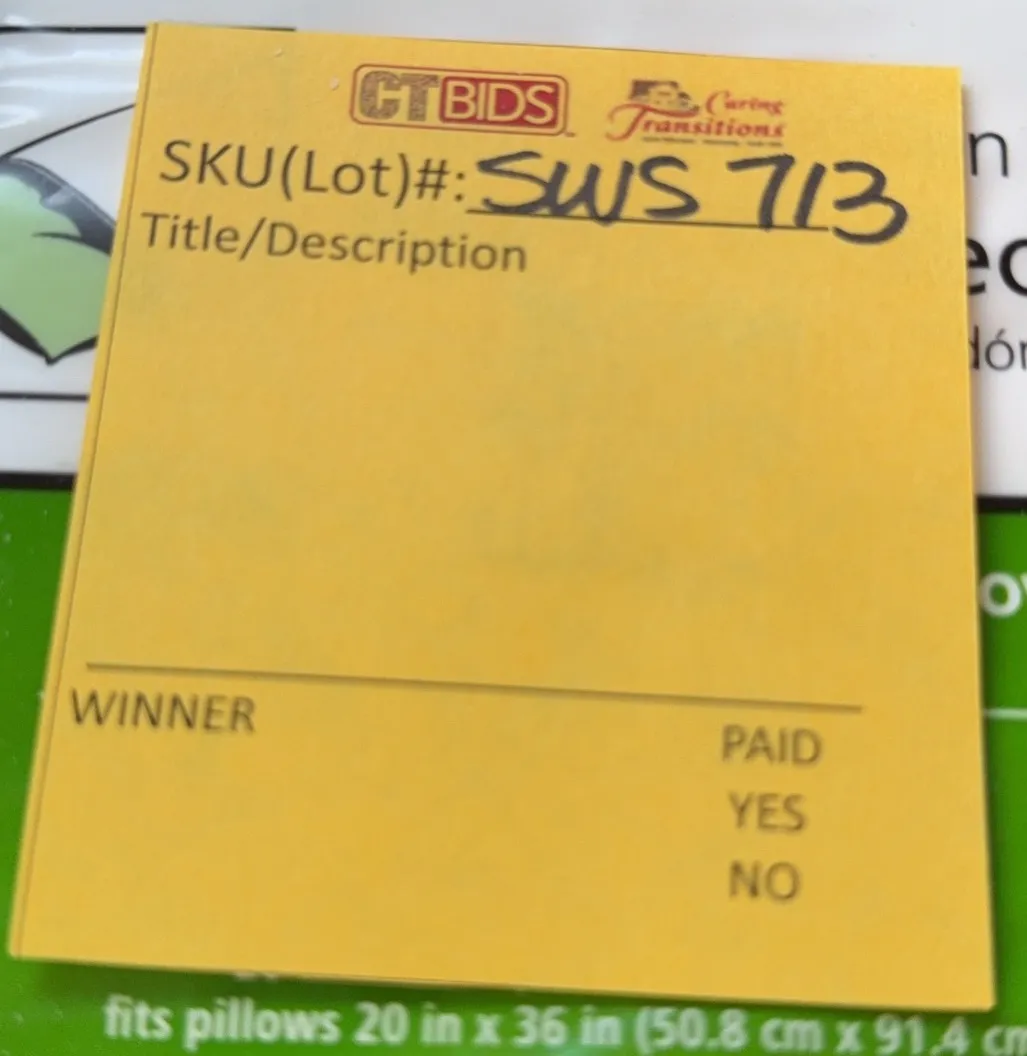 CTBIDS
Caring
Transitions
SKU(Lot)#: SWS 713
Title/Description
WINNER
PAID
YES
NO
fits pillows 20 in x 36 in (50.8 cm x 91.4 cm